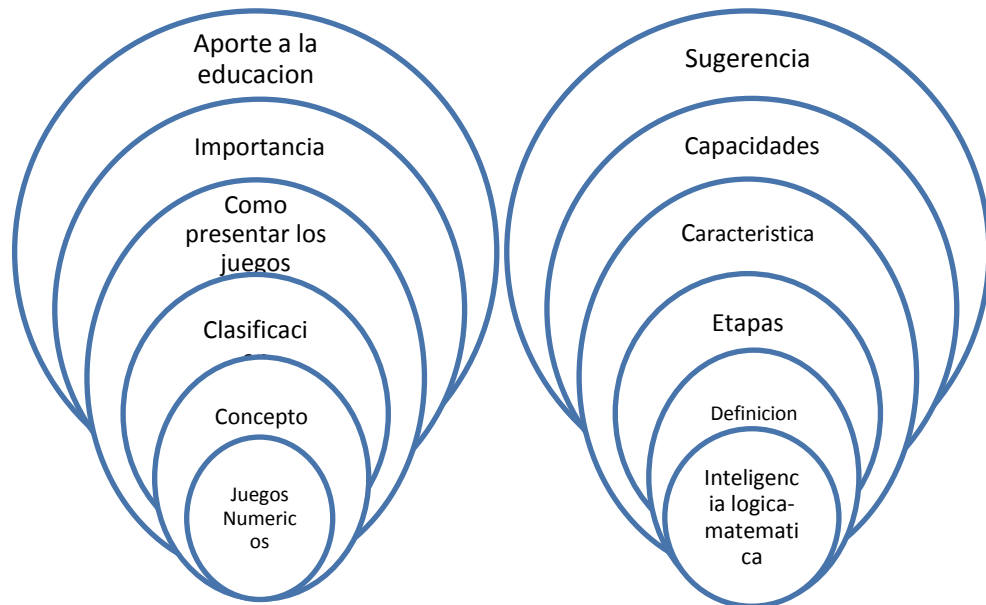 Aporte a la
educacion
Importancia
Como
presentar los
juegos
Clasificaci
Concepto
Juegos
Numeric
os
Sugerencia
Capacidades
Caracteristica
Etapas
Definicion
Inteligenc
ia logica-
matemati
ca